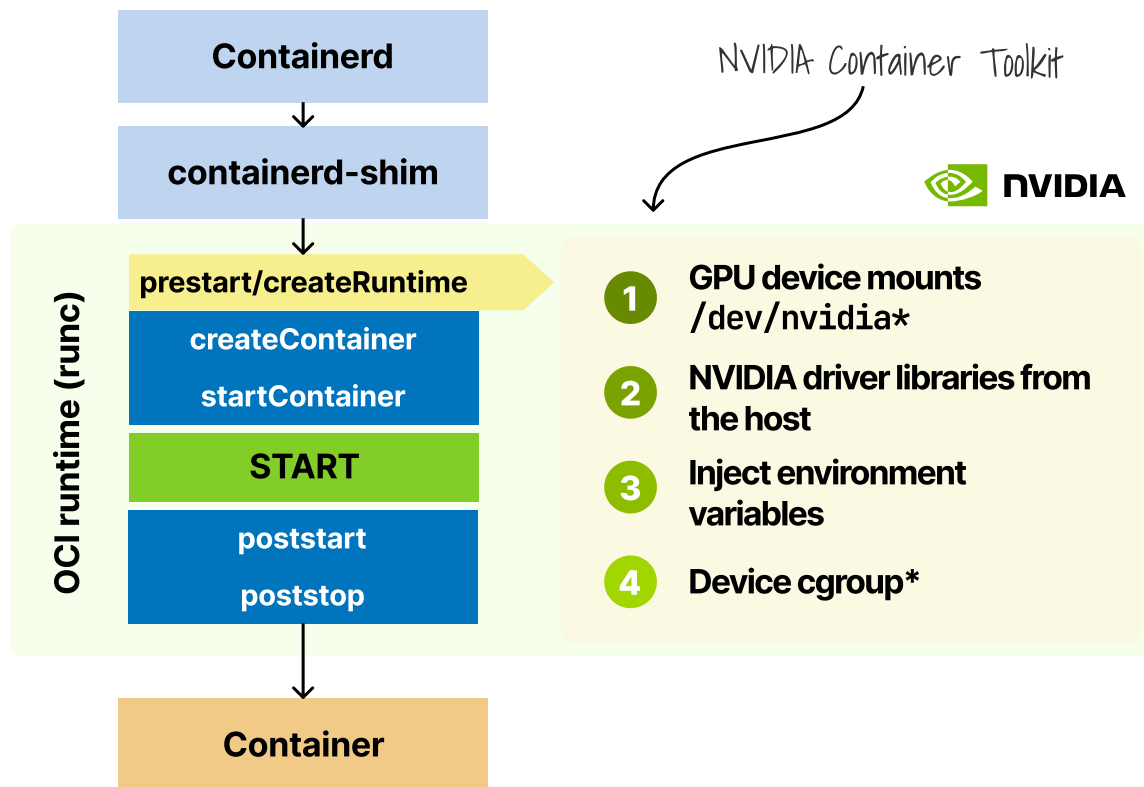 Containerd
NVIDIA Container Toolkit
containerd-shim
NVIDIA
OCI runtime (runc)
prestart/createRuntime
createContainer
startContainer
START
poststart
poststop
1
GPU device mounts
/dev/nvidia*
2
NVIDIA driver libraries from
the host
3
Inject environment
variables
4
Device cgroup*
Container